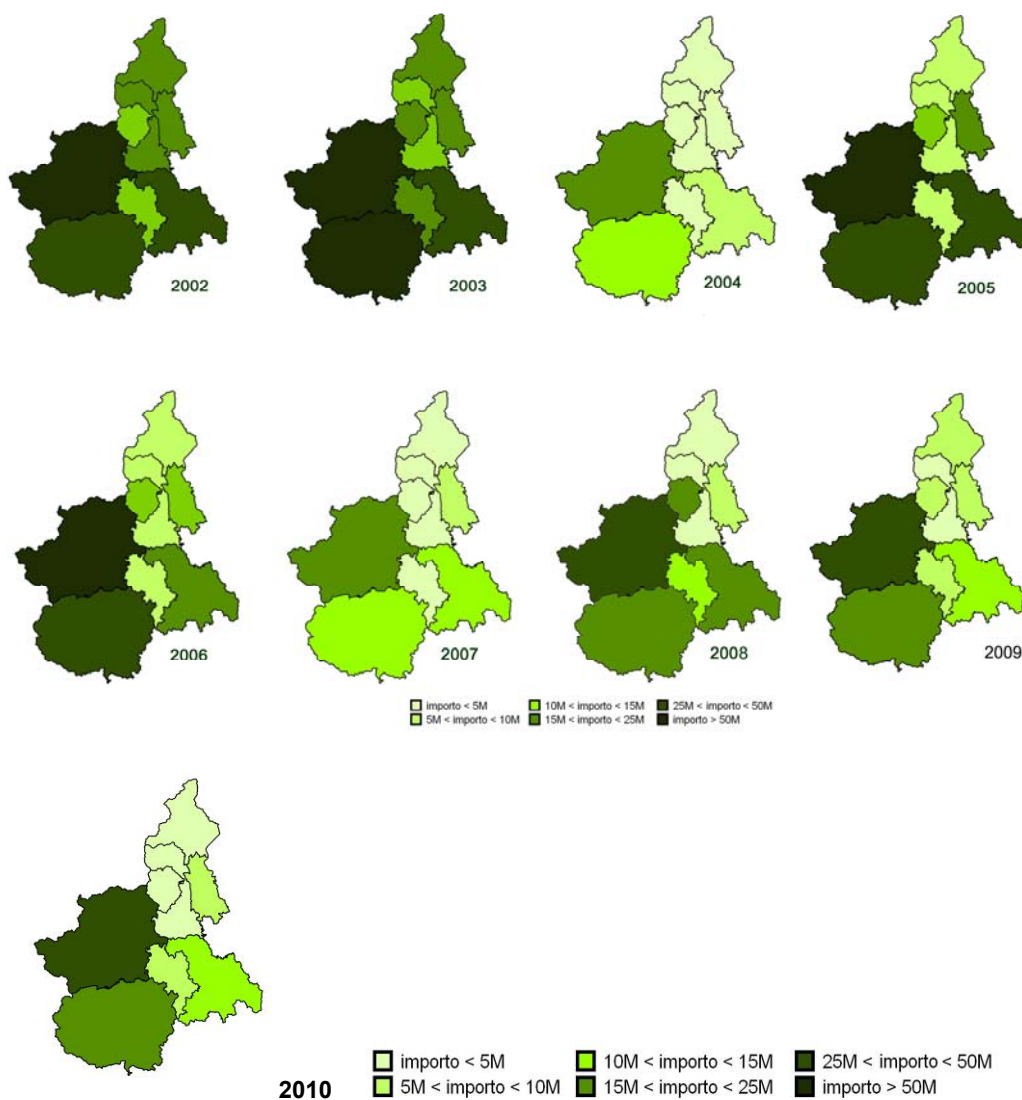 2002
2003
2004
2005
2006
2007
2008
2009
importo < 5M
10M < importo < 15M
25M < importo < 50M
5M < importo < 10M
15M < importo < 25M
importo > 50M
2010
importo < 5M
10M < importo < 15M
25M < importo < 50M
5M < importo < 10M
15M < importo < 25M
importo > 50M